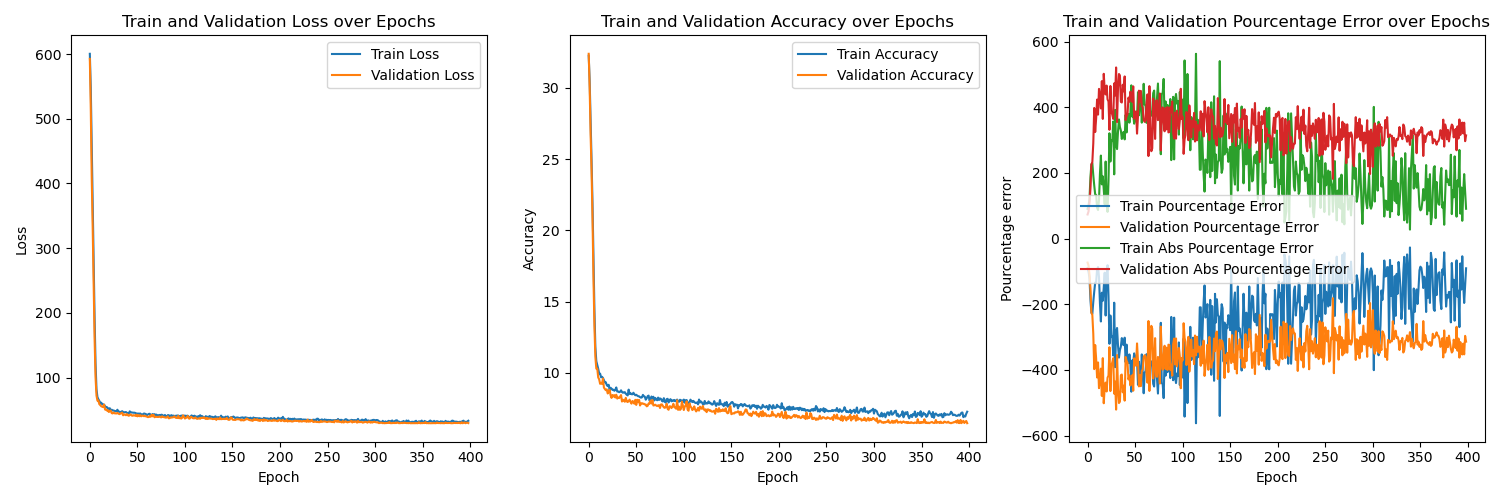 Train and Validation Loss over Epochs
Loss
600
500
400
300
200
100
0
50
100
150
200
250
300
350
400
Epoch
Train Loss
Validation Loss
Train and Validation Accuracy over Epochs
Accuracy
30
25
20
15
10
0
50
100
150
200
250
300
350
400
Epoch
Train Accuracy
Validation Accuracy
Train and Validation Pourcentage Error over Epochs
Pourcentage error
600
400
200
0
−200
−400
−600
0
50
100
150
200
250
300
350
400
Epoch
Train Pourcentage Error
Validation Pourcentage Error
Train Abs Pourcentage Error
Validation Abs Pourcentage Error